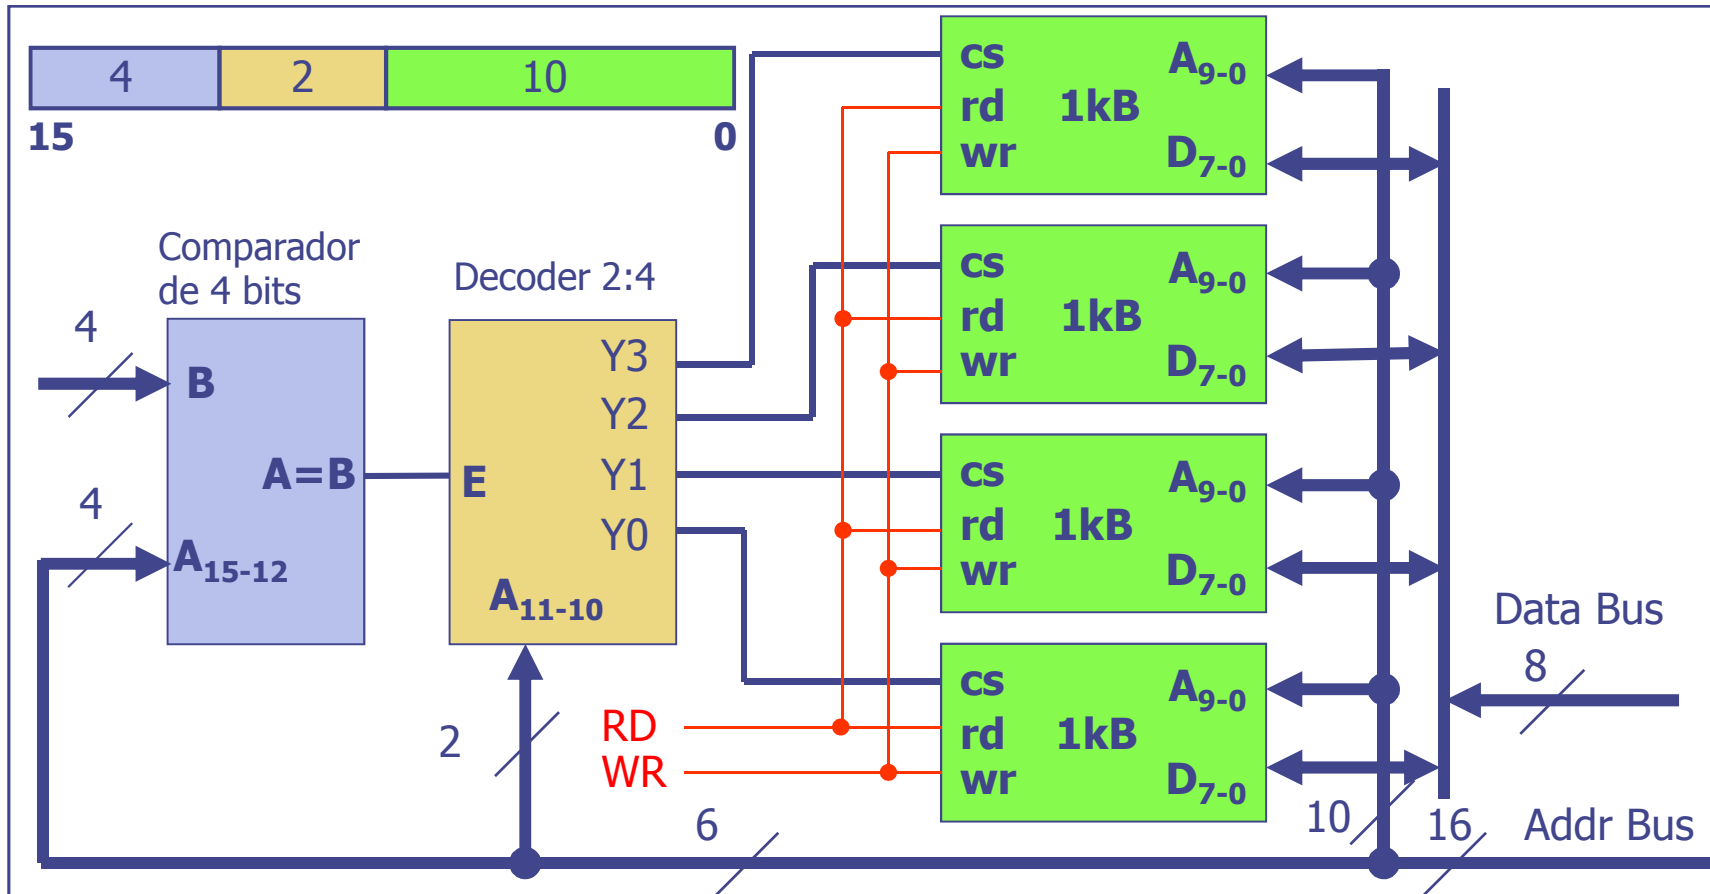 4 2 10
15 0
Comparador
de 4 bits
4
B
A=B
4
A15-12
Decoder 2:4
Y3
Y2
Y1
Y0
E
A11-10
2
RD
WR
cs A9-0
rd 1kB
wr D7-0
cs A9-0
rd 1kB
wr D7-0
cs A9-0
rd 1kB
wr D7-0
cs A9-0
rd 1kB
wr D7-0
Data Bus
8
6
10
16
Addr Bus